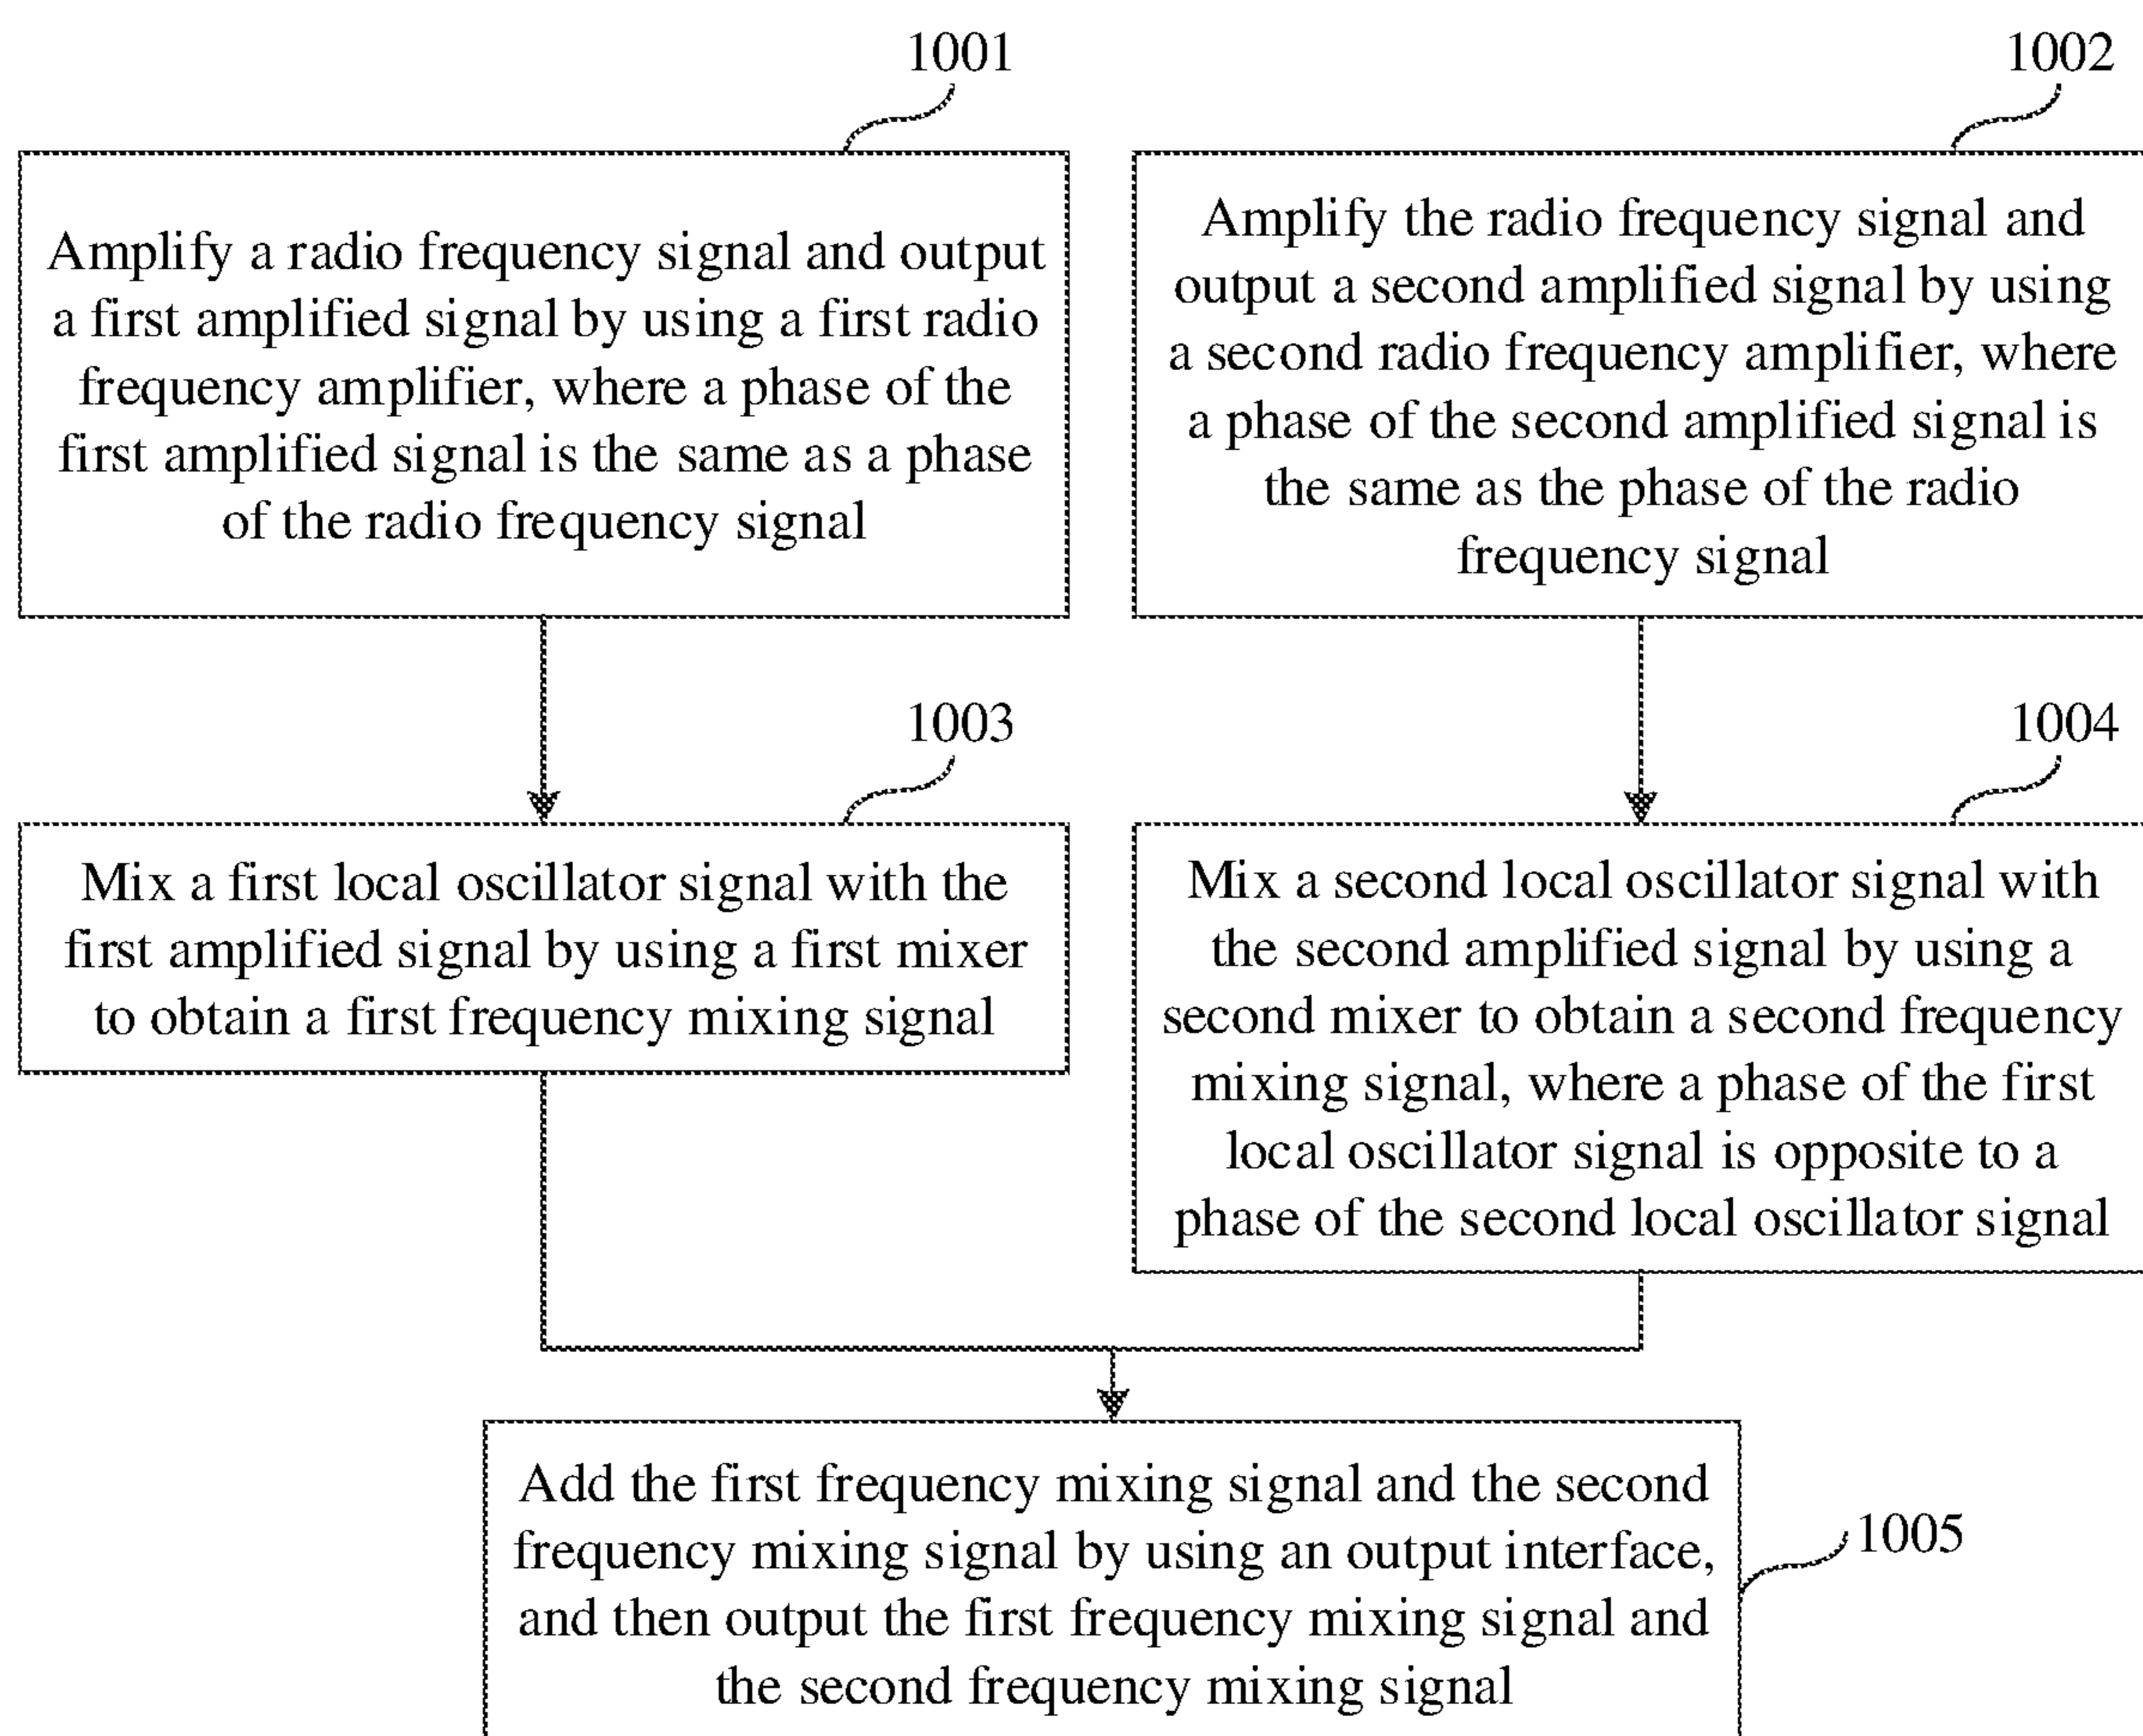 1001
Amplify a radio frequency signal and output
a first amplified signal by using a first radio
frequency amplifier, where a phase of the
first amplified signal is the same as a phase
of the radio frequency signal
1002
Amplify the radio frequency signal and
output a second amplified signal by using
a second radio frequency amplifier, where
a phase of the second amplified signal is
the same as the phase of the radio
frequency signal
1003
Mix a first local oscillator signal with the
first amplified signal by using a first mixer
to obtain a first frequency mixing signal
1004
Mix a second local oscillator signal with
the second amplified signal by using a
second mixer to obtain a second frequency
mixing signal, where a phase of the first
local oscillator signal is opposite to a
phase of the second local oscillator signal
Add the first frequency mixing signal and the second
frequency mixing signal by using an output interface,
and then output the first frequency mixing signal and
the second frequency mixing signal
1005